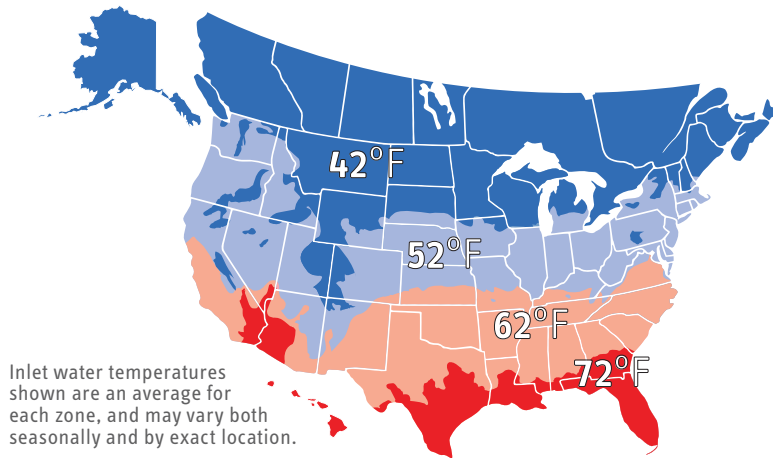 42°F
52°F
62°F
72°F
Inlet water temperatures
shown are an average for
each zone, and may vary both
seasonally and by exact location.